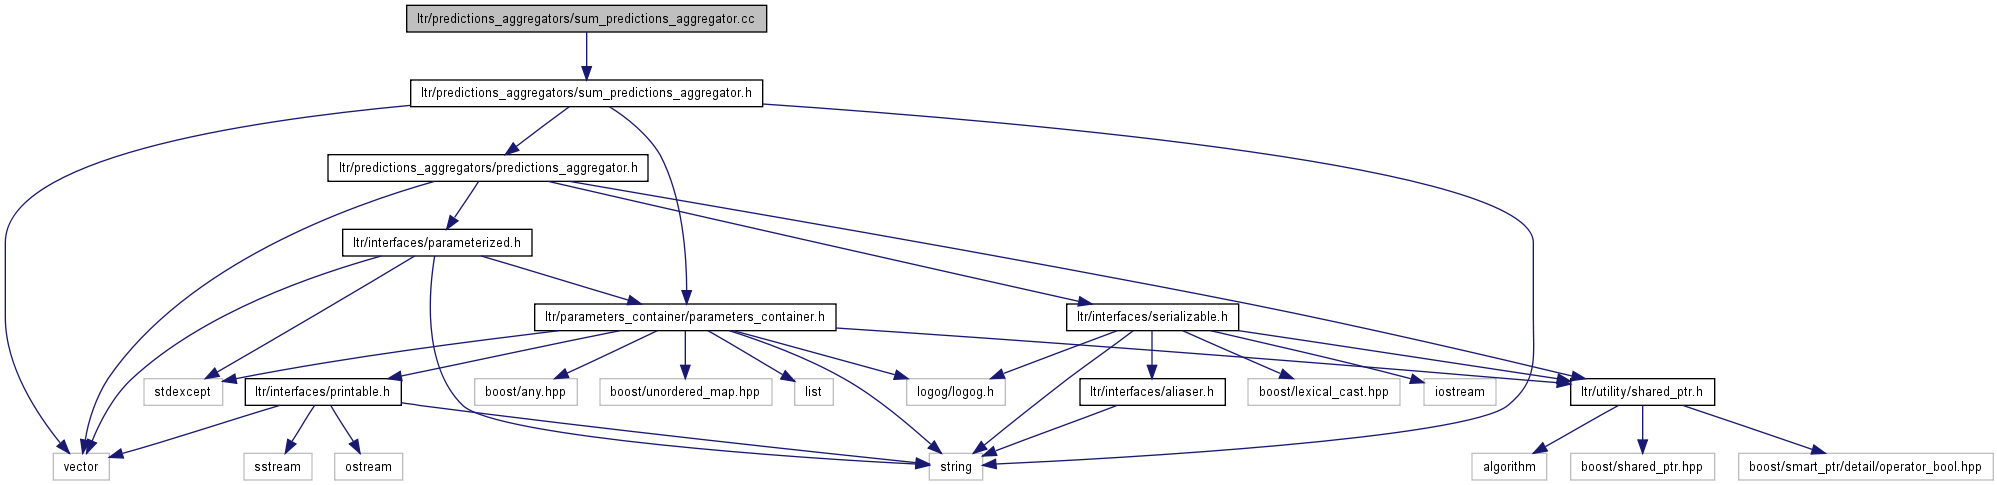 ltr/predictions_aggregators/sum_predictions_aggregator.cc
ltr/predictions_aggregators/sum_predictions_aggregator.h
ltr/predictions_aggregators/predictions_aggregator.h
ltr/interfaces/parameterized.h
ltr/parameters_container/parameters_container.h
ltr/interfaces/serializable.h
stdexcept
ltr/interfaces/printable.h
boost/any.hpp
boost/unordered_map.hpp
list
logog/logog.h
ltr/interfaces/aliaser.h
boost/lexical_cast.hpp
iostream
ltr/utility/shared_ptr.h
vector
sstream
ostream
string
algorithm
boost/shared_ptr.hpp
boost/smart_ptr/detail/operator_bool.hpp